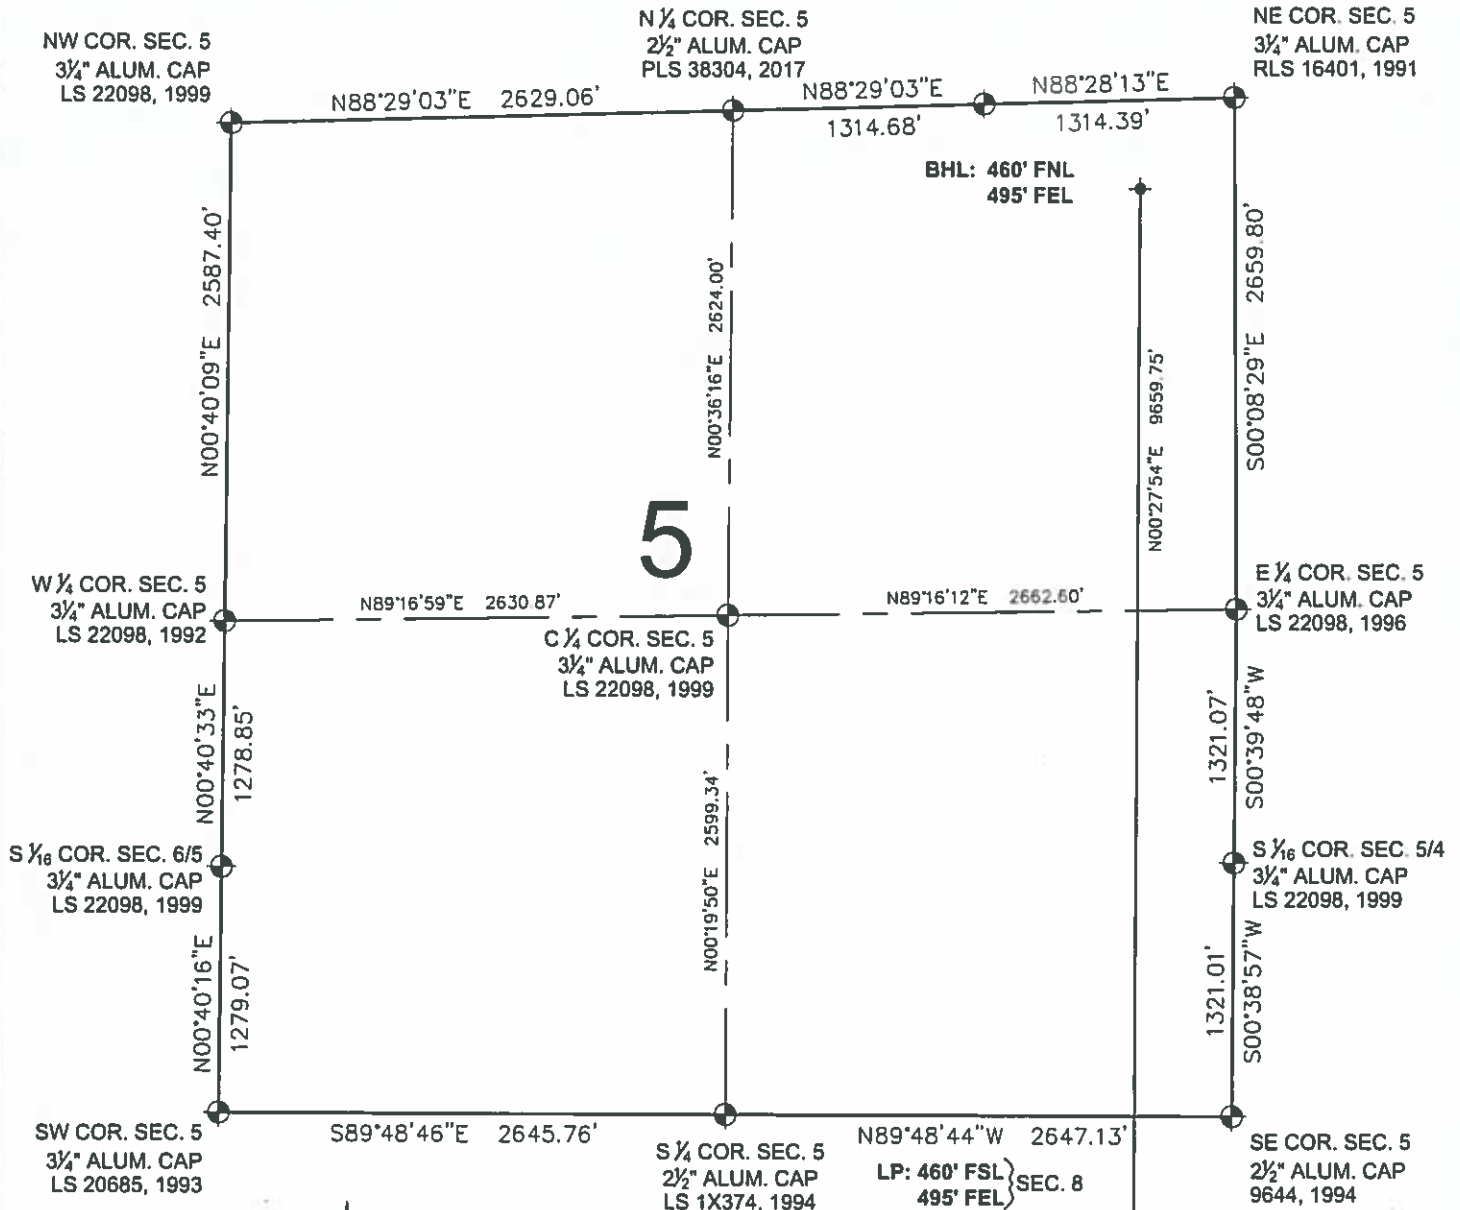 NW COR. SEC. 5
3¼" ALUM. CAP
LS 22098, 1999
N ¼ COR. SEC. 5
2½" ALUM. CAP
PLS 38304, 2017
NE COR. SEC. 5
3¼" ALUM. CAP
RLS 16401, 1991
N88°29'03"E 2629.06'
N88°29'03"E
1314.68'
N88°28'13"E
1314.39'
BHL: 460' FNL
495' FEL
N00°40'09"E 2587.40'
N00°36'16"E 2624.00'
N00°27'54"E 9659.75'
S00°08'29"E 2659.80'
5
W ¼ COR. SEC. 5
3¼" ALUM. CAP
LS 22098, 1992
N89°16'59"E 2630.87'
C ¼ COR. SEC. 5
3¼" ALUM. CAP
LS 22098, 1999
N89°16'12"E 2662.60'
E ¼ COR. SEC. 5
3¼" ALUM. CAP
LS 22098, 1996
N00°40'33"E
1278.85'
1321.07'
S00°39'48"W
S 1⁄16 COR. SEC. 6/5
3¼" ALUM. CAP
LS 22098, 1999
N00°19'50"E 2599.34'
S 1⁄16 COR. SEC. 5/4
3¼" ALUM. CAP
LS 22098, 1999
N00°40'16"E
1279.07'
1321.01'
S00°38'57"W
SW COR. SEC. 5
3¼" ALUM. CAP
LS 20685, 1993
S89°48'46"E 2645.76'
S ¼ COR. SEC. 5
2½" ALUM. CAP
LS 1X374, 1994
N89°48'44"W 2647.13'
LP: 460' FSL
495' FEL
SEC. 8
SE COR. SEC. 5
2½" ALUM. CAP
9644, 1994